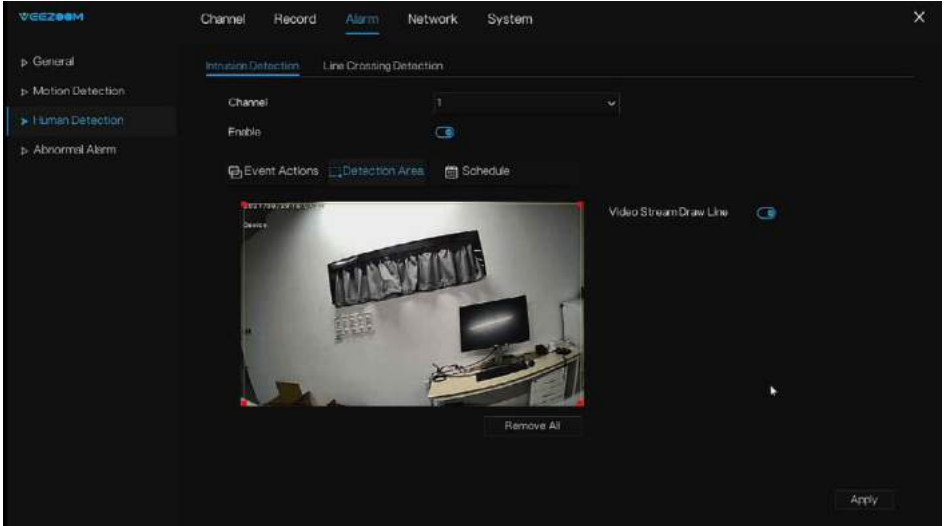 VEEZOOM
Channel Record Alarm Network System
General
Motion Detection
Human Detection
Abnormal Alarm
Intrusion Detection Line Crossing Detection
Channel 1
Enable
Event Actions Detection Area Schedule
Video Stream Draw Line
Device
Remove All
Apply